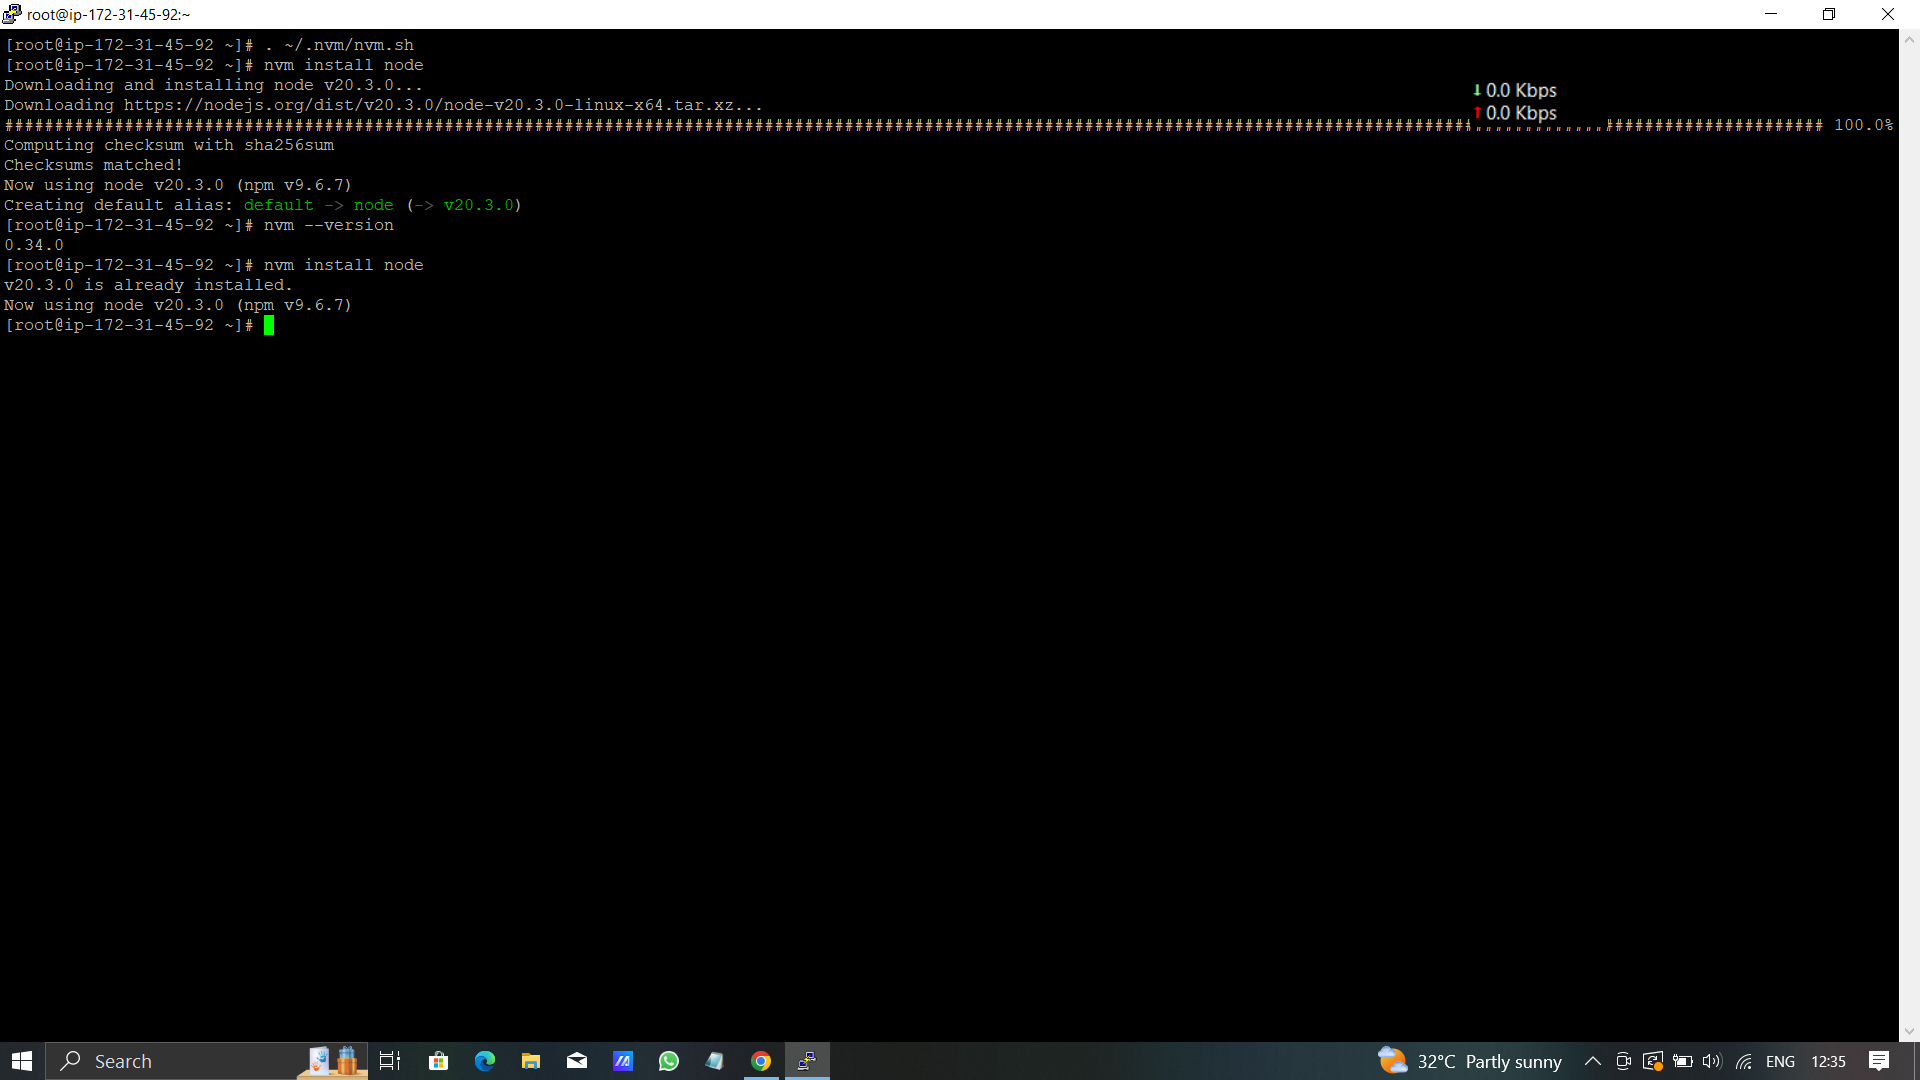 root@ip-172-31-45-92:~
[root@ip-172-31-45-92 ~]# . ~/.nvm/nvm.sh
[root@ip-172-31-45-92 ~]# nvm install node
Downloading and installing node v20.3.0...
Downloading https://nodejs.org/dist/v20.3.0/node-v20.3.0-linux-x64.tar.xz...
↓ 0.0 Kbps
↑ 0.0 Kbps
100.0%
Computing checksum with sha256sum
Checksums matched!
Now using node v20.3.0 (npm v9.6.7)
Creating default alias: default -> node (-> v20.3.0)
[root@ip-172-31-45-92 ~]# nvm --version
0.34.0
[root@ip-172-31-45-92 ~]# nvm install node
v20.3.0 is already installed.
Now using node v20.3.0 (npm v9.6.7)
[root@ip-172-31-45-92 ~]#
Search
32°C Partly sunny
ENG
12:35